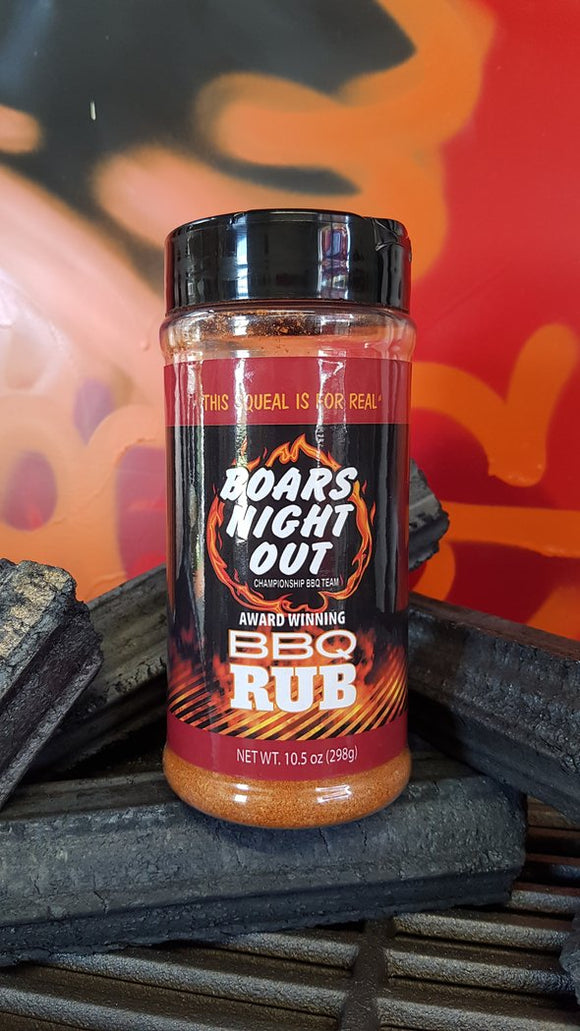 "THIS SQUEAL IS FOR REAL"
BOARS
NIGHT
OUT
CHAMPIONSHIP BBQ TEAM
AWARD WINNING
BBQ
RUB
NET WT. 10.5 oz (298g)